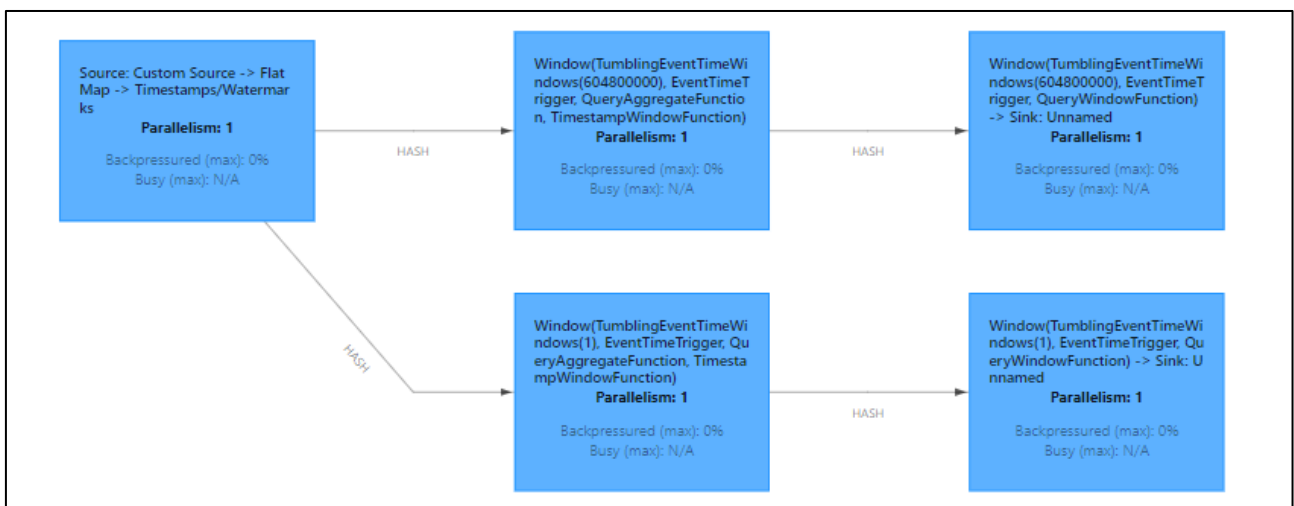 Source: Custom Source -> Flat
Map -> Timestamps/Watermar
ks
Parallelism: 1
Backpressured (max): 0%
Busy (max): N/A
HASH
Window(TumblingEventTimeWi
ndows(604800000), EventTime
Trigger, QueryAggregateFunctio
n, TimestampWindowFunction)
Parallelism: 1
Backpressured (max): 0%
Busy (max): N/A
HASH
Window(TumblingEventTimeWi
ndows(604800000), EventTimeT
rigger, QueryWindowFunction)
-> Sink: Unnamed
Parallelism: 1
Backpressured (max): 0%
Busy (max): N/A
HASH
Window(TumblingEventTimeWi
ndows(1), EventTimeTrigger, Qu
eryAggregateFunction, Timesta
mpWindowFunction)
Parallelism: 1
Backpressured (max): 0%
Busy (max): N/A
HASH
Window(TumblingEventTimeWi
ndows(1), EventTimeTrigger, Qu
eryWindowFunction) -> Sink: U
nnamed
Parallelism: 1
Backpressured (max): 0%
Busy (max): N/A